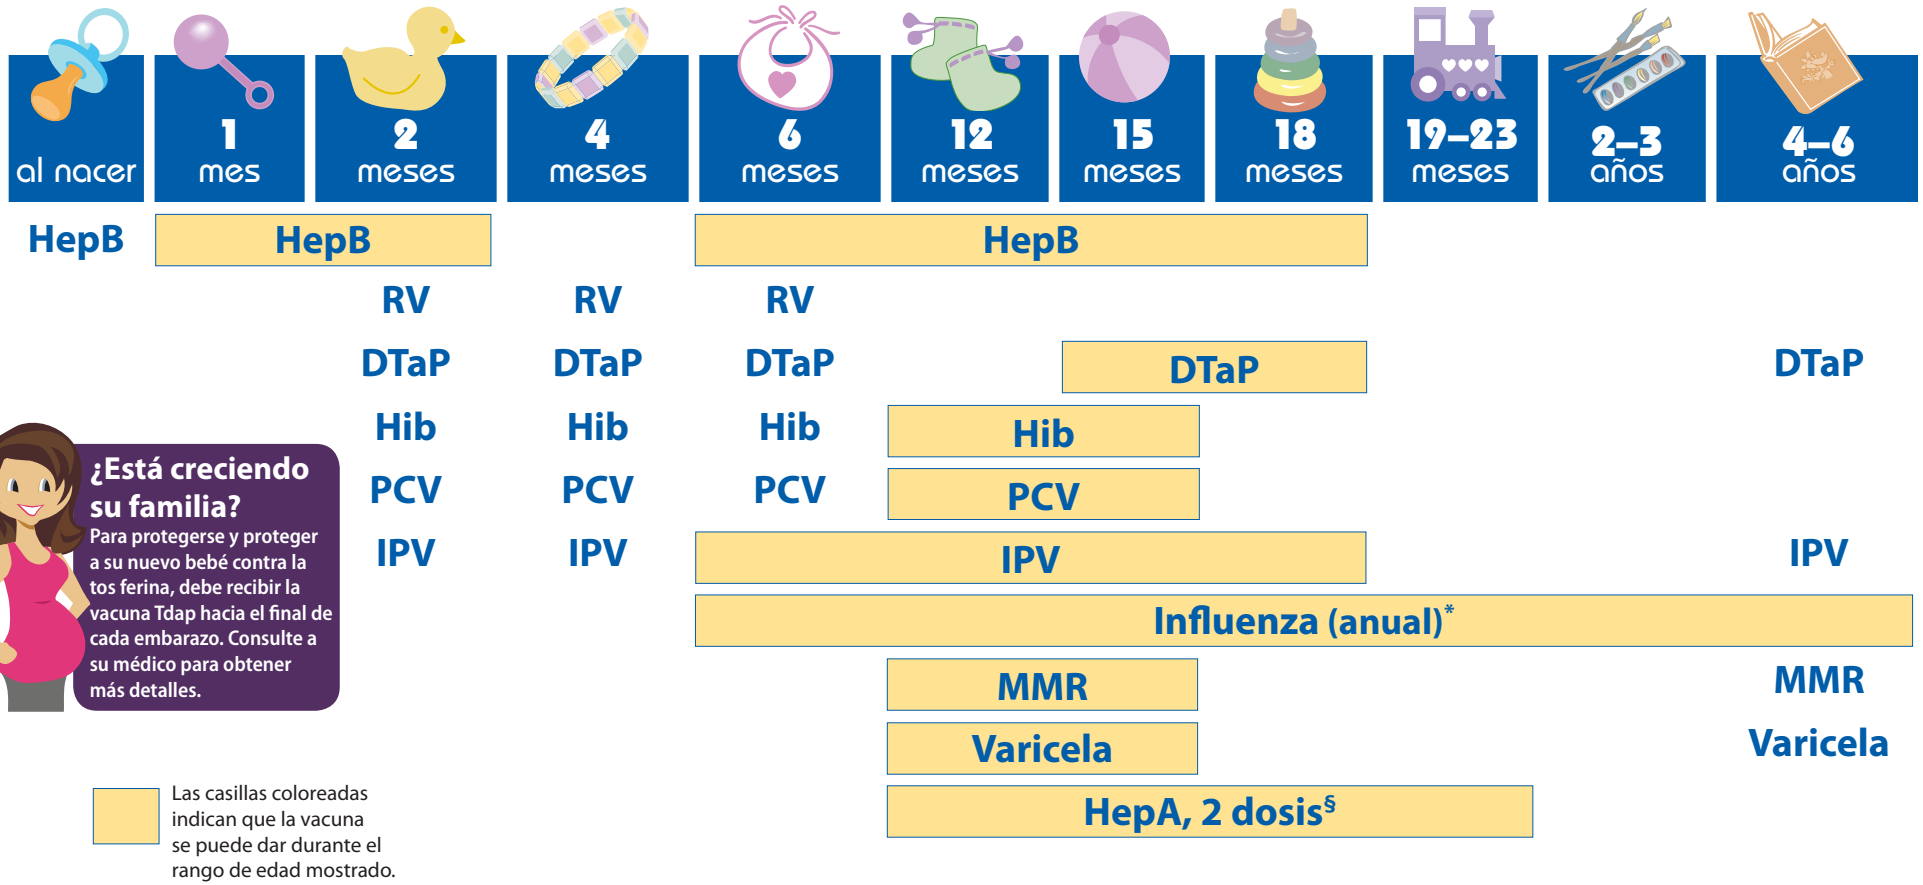 al nacer
1
mes
2
meses
4
meses
6
meses
12
meses
15
meses
18
meses
19–23
meses
2–3
años
4–6
años
HepB HepB HepB
RV RV RV
DTaP DTaP DTaP DTaP DTaP
Hib Hib Hib Hib
PCV PCV PCV PCV
IPV IPV IPV IPV
Influenza (anual)*
MMR MMR
Varicela Varicela
HepA, 2 dosis§
¿Está creciendo
su familia?
Para protegerse y proteger
a su nuevo bebé contra la
tos ferina, debe recibir la
vacuna Tdap hacia el final de
cada embarazo. Consulte a
su médico para obtener
más detalles.
Las casillas coloreadas
indican que la vacuna
se puede dar durante el
rango de edad mostrado.